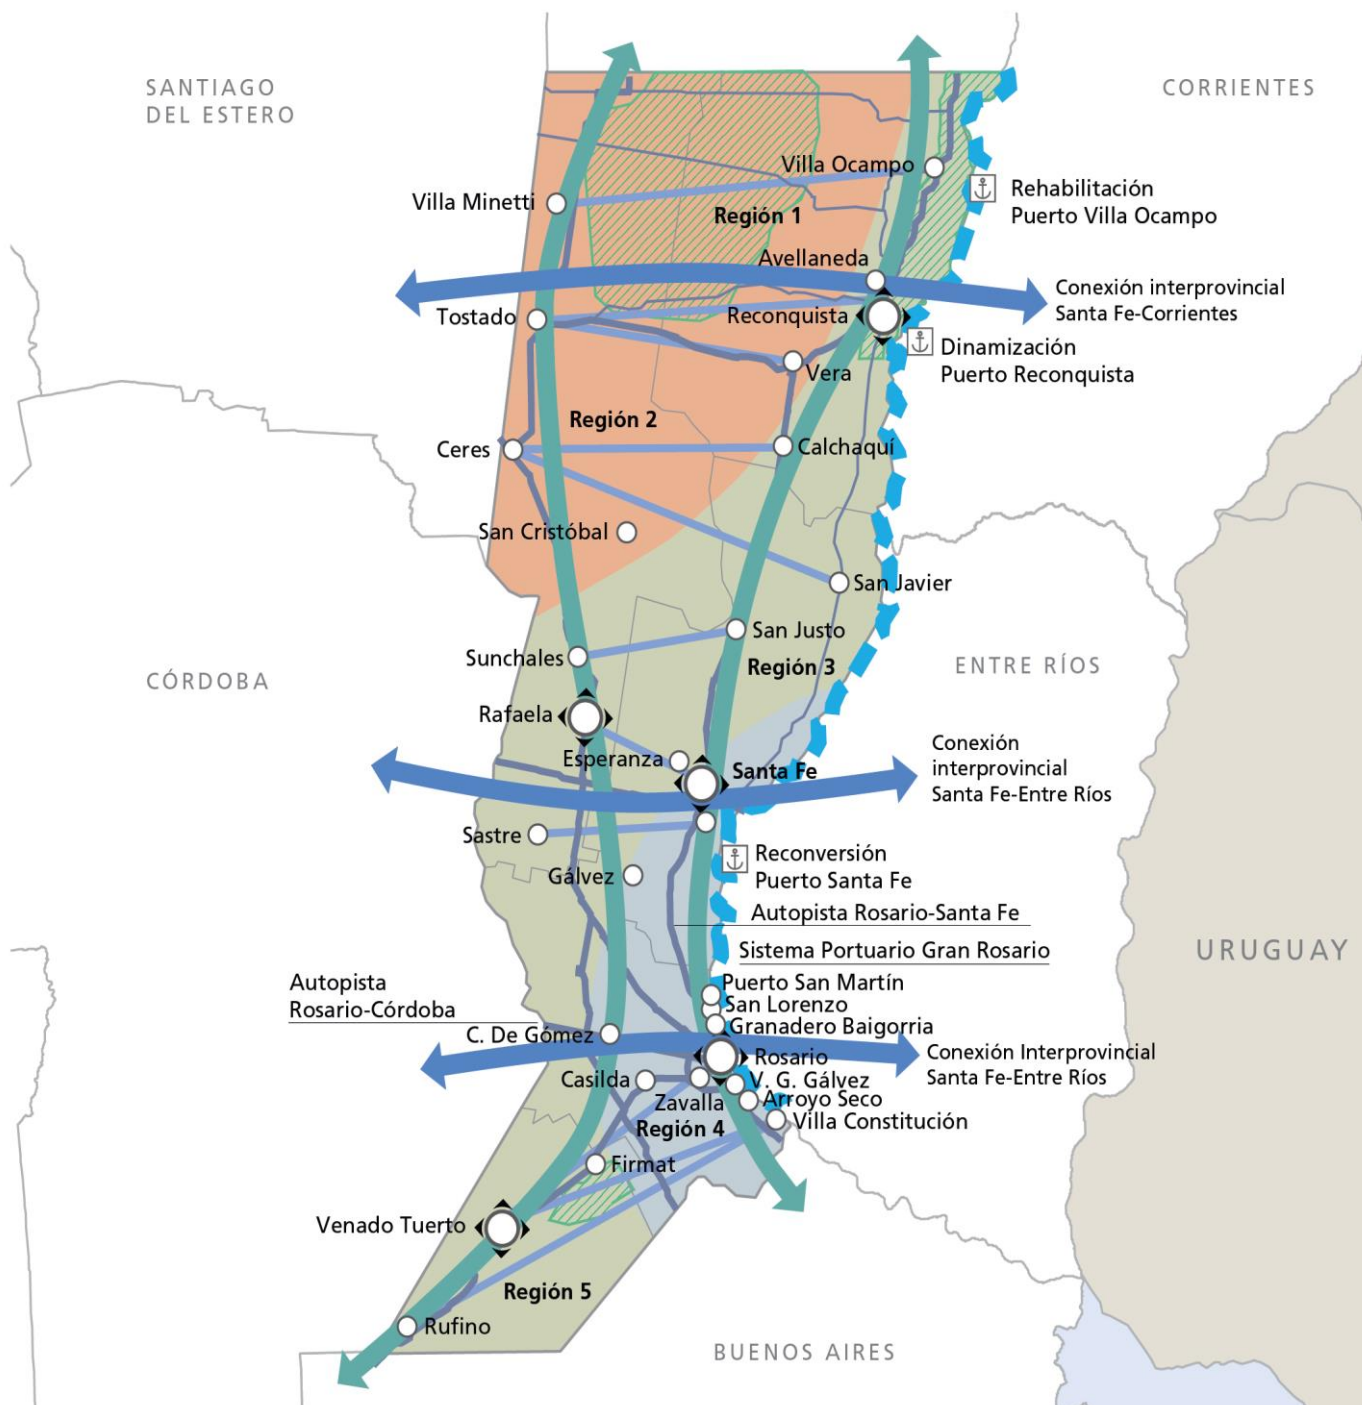 SANTIAGO
DEL ESTERO
CORRIENTES
Villa Ocampo
Villa Minetti
Rehabilitación
Puerto Villa Ocampo
Región 1
Avellaneda
Conexión interprovincial
Santa Fe-Corrientes
Tostado
Reconquista
Dinamización
Puerto Reconquista
Vera
Región 2
Ceres
Calchaquí
San Cristóbal
San Javier
San Justo
Sunchales
Región 3
ENTRE RÍOS
CÓRDOBA
Rafaela
Esperanza
Santa Fe
Conexión
interprovincial
Santa Fe-Entre Ríos
Sastre
Gálvez
Reconversión
Puerto Santa Fe
Autopista Rosario-Santa Fe
Sistema Portuario Gran Rosario
URUGUAY
Autopista
Rosario-Córdoba
Puerto San Martín
San Lorenzo
Granadero Baigorria
C. De Gómez
Rosario
Conexión Interprovincial
Santa Fe-Entre Ríos
Casilda
V. G. Gálvez
Zavalla
Arroyo Seco
Villa Constitución
Región 4
Firmat
Venado Tuerto
Región 5
Rufino
BUENOS AIRES